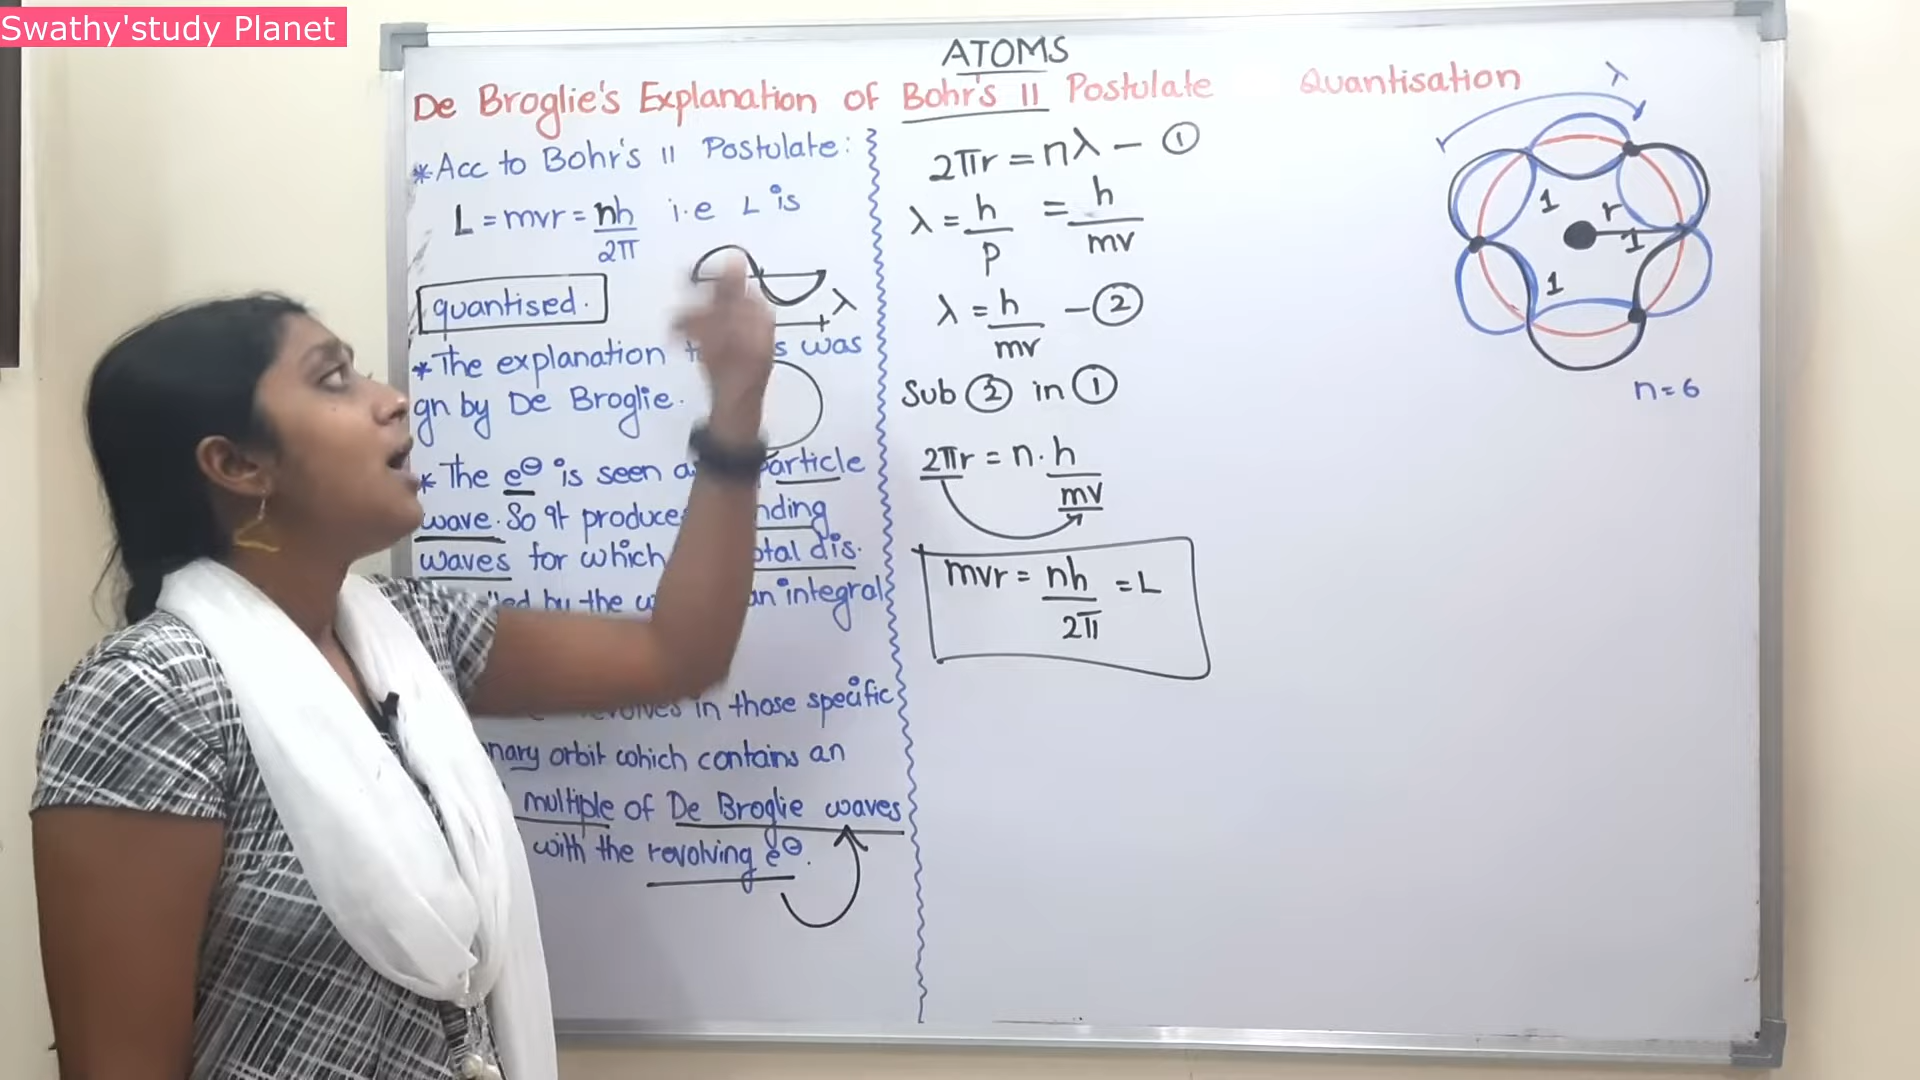 Swathy'study Planet
ATOMS
De Broglie's Explanation of Bohr's II Postulate Quantisation
* Acc to Bohr's II Postulate:
L = mvr = nh i.e L is
2π
quantised.
λ
* The explanation was
gn by De Broglie.
* The e⊖ is seen article
wave. So it produce nding
waves for which otal dis.
by the an integral
revolves in those specific
nary orbit which contains an
multiple of De Broglie waves
with the revolving e⊖.
2πr = nλ - ①
λ = h = h
p mv
λ = h - ②
mv
Sub ② in ①
2πr = n. h
mv
mvr = nh = L
2π
λ
1
r
1
1
n = 6